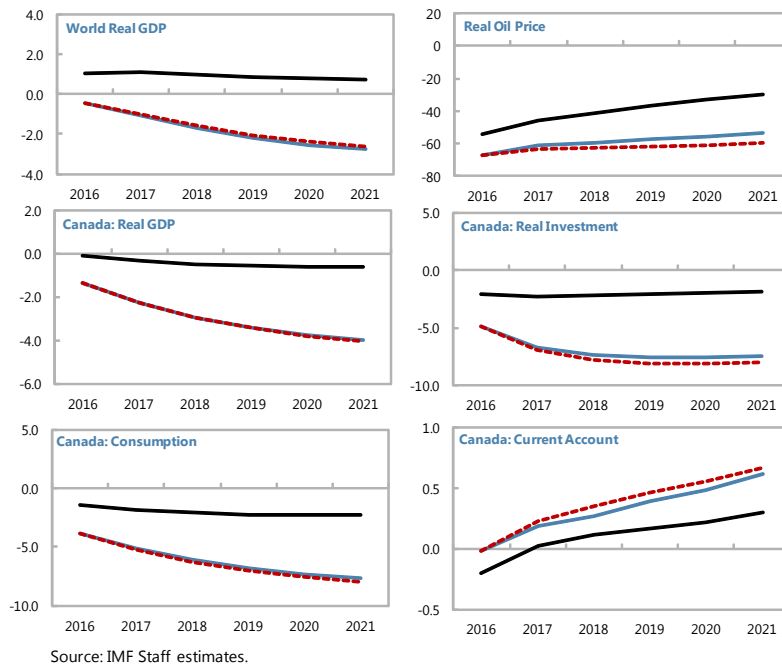 World Real GDP
4.0
2.0
0.0
-2.0
-4.0
2016 2017 2018 2019 2020 2021
Real Oil Price
20
0
-20
-40
-60
-80
2016 2017 2018 2019 2020 2021
Canada: Real GDP
2.0
0.0
-2.0
-4.0
-6.0
2016 2017 2018 2019 2020 2021
Canada: Real Investment
5.0
0.0
-5.0
-10.0
2016 2017 2018 2019 2020 2021
Canada: Consumption
5.0
0.0
-5.0
-10.0
2016 2017 2018 2019 2020 2021
Canada: Current Account
1.0
0.5
0.0
-0.5
2016 2017 2018 2019 2020 2021
Source: IMF Staff estimates.